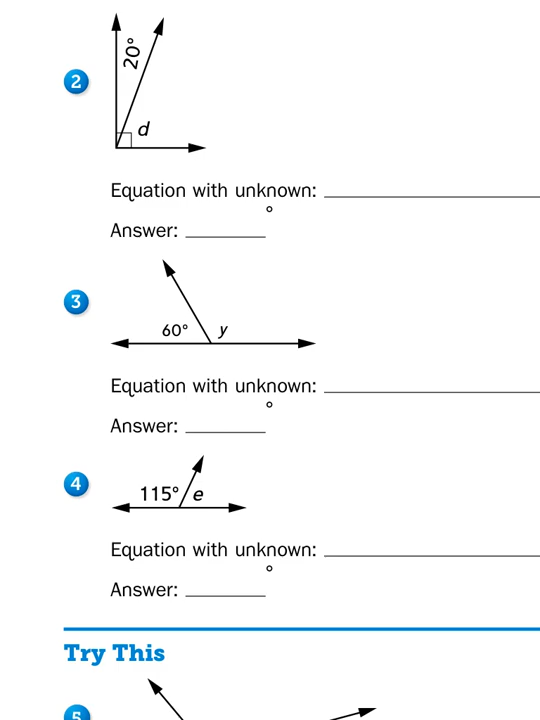 20°
2
d
Equation with unknown:
°
Answer:
3
60° y
Equation with unknown:
°
Answer:
4
115° e
Equation with unknown:
°
Answer:
Try This
5